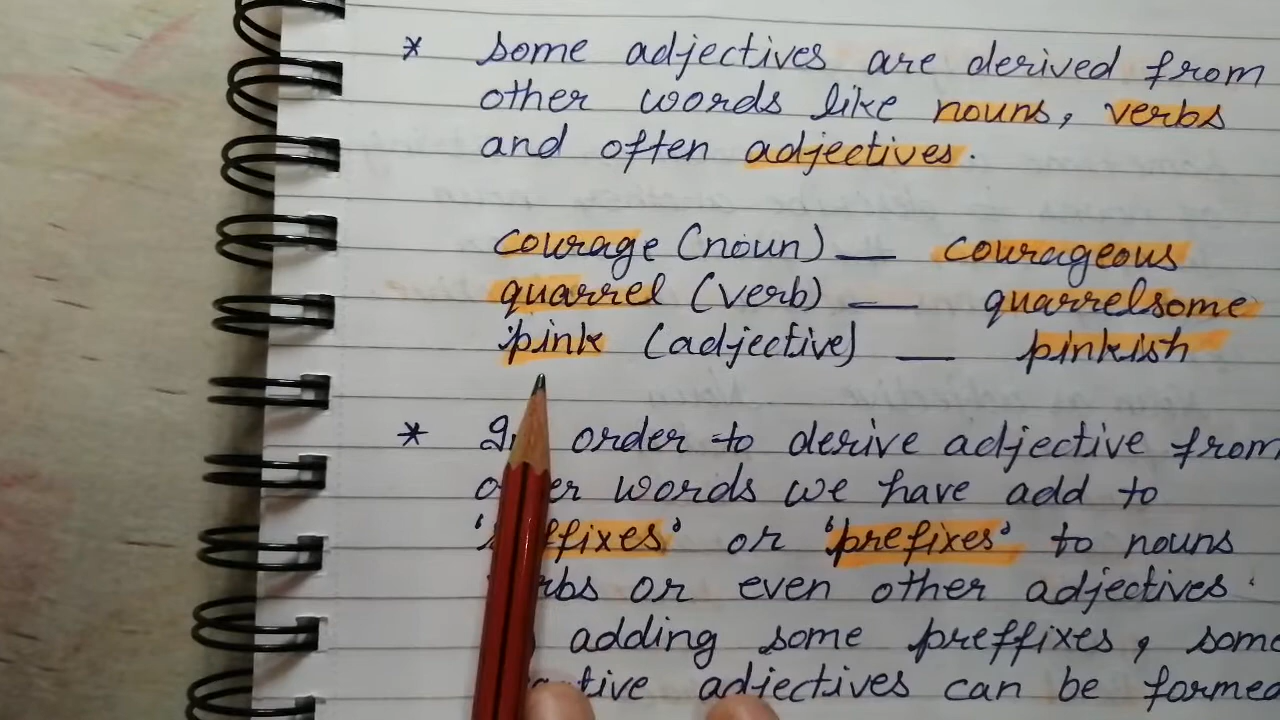 * Some adjectives are derived from
other words like nouns, verbs
and often adjectives.
courage (noun) — courageous
quarrel (verb) — quarrelsome
pink (adjective) — pinkish
* order to derive adjective from
words we have add to
or 'prefixes' to nouns
or even other adjectives.
adding some preffixes, some
adjectives can be formed